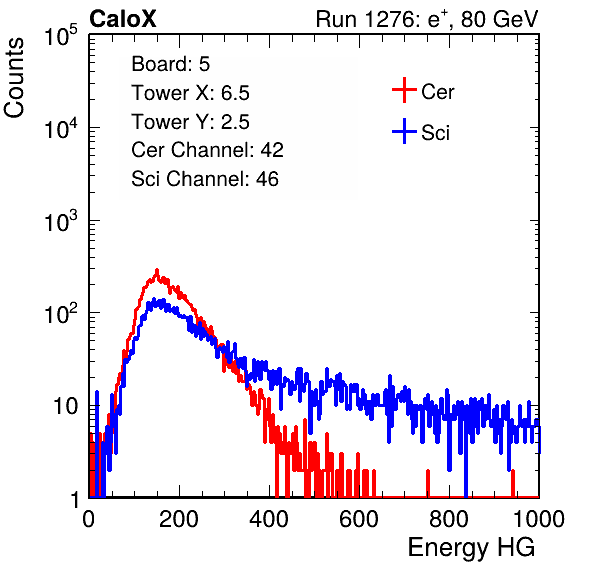 CaloX Run 1276: e+, 80 GeV
Counts
Board: 5
Tower X: 6.5
Tower Y: 2.5
Cer Channel: 42
Sci Channel: 46
Cer
Sci
10^5
10^4
10^3
10^2
10
1
0 200 400 600 800 1000
Energy HG